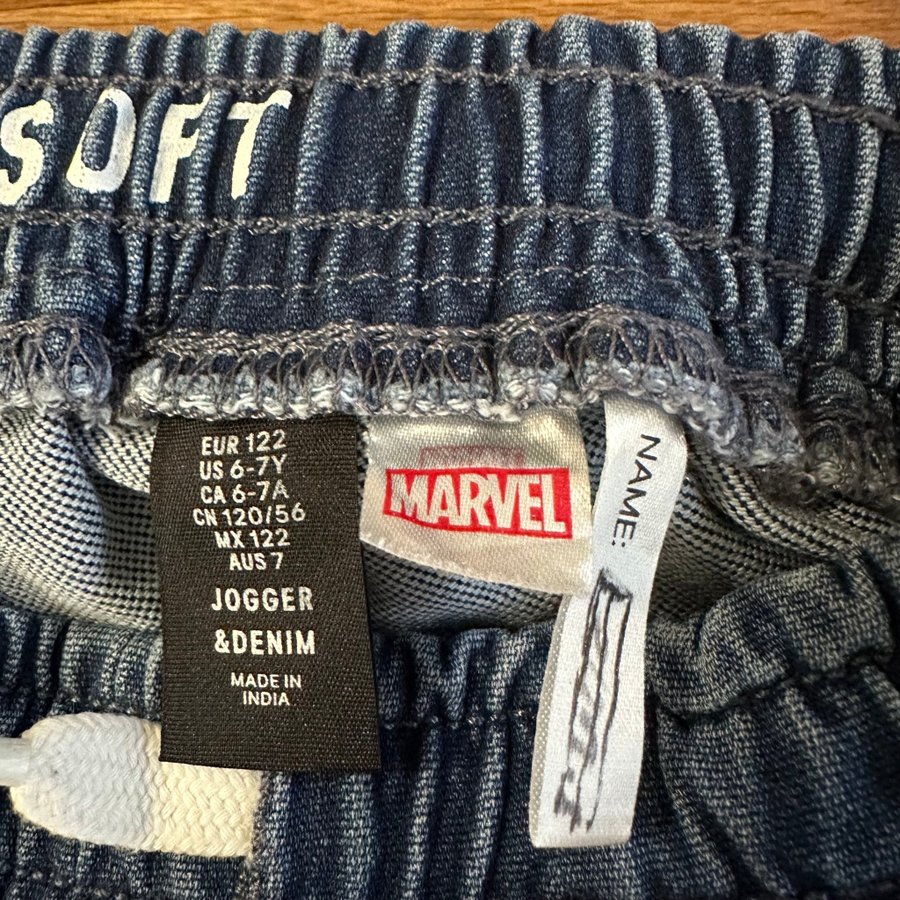 SOFT
EUR 122
US 6-7Y
CA 6-7A
CN 120/56
MX 122
AUS 7
JOGGER
&DENIM
MADE IN
INDIA
MARVEL
NAME: